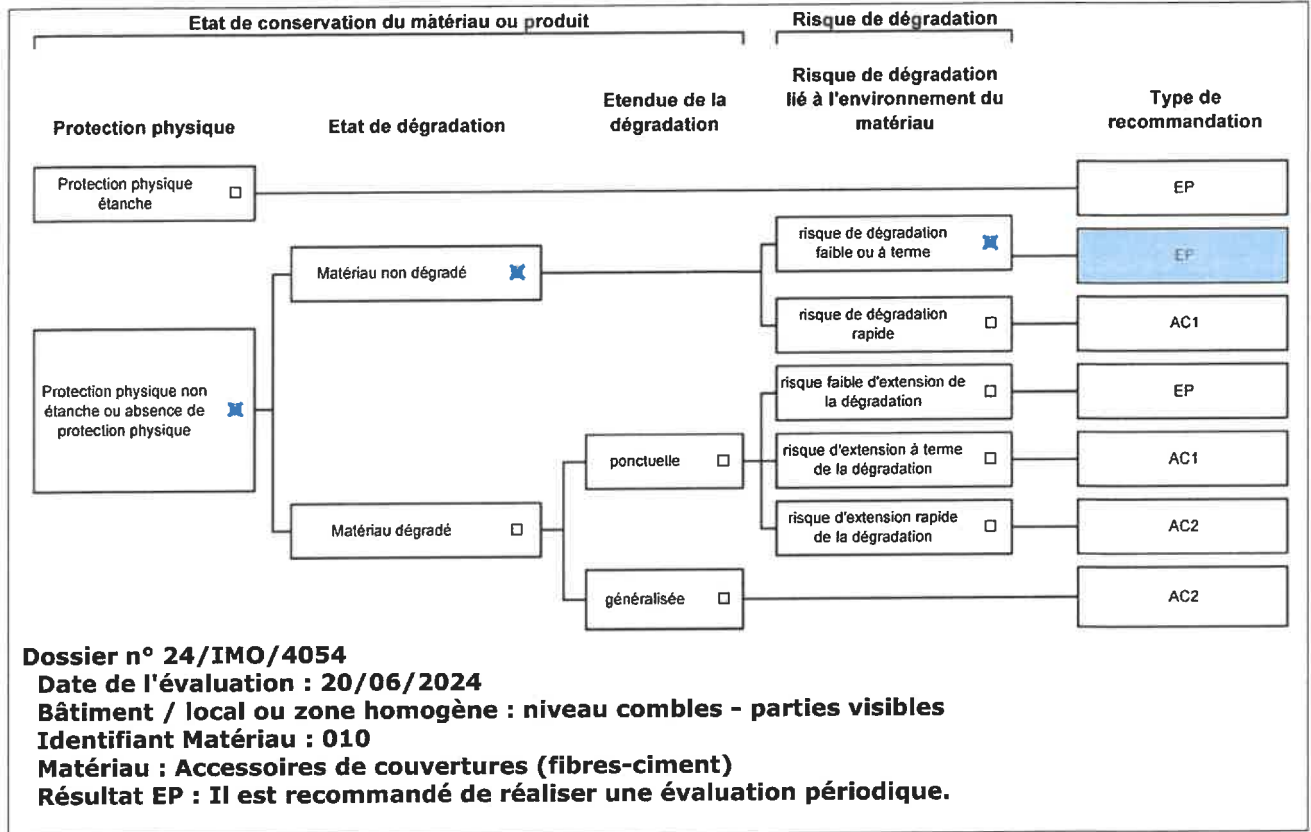 Etat de conservation du matériau ou produit
Risque de dégradation
Protection physique
Etat de dégradation
Etendue de la
dégradation
Risque de dégradation
lié à l'environnement du
matériau
Type de
recommandation
Protection physique
étanche
EP
Matériau non dégradé
risque de dégradation
faible ou à terme
EP
risque de dégradation
rapide
AC1
Protection physique non
étanche ou absence de
protection physique
risque faible d'extension de
la dégradation
EP
ponctuelle
risque d'extension à terme
de la dégradation
AC1
Matériau dégradé
risque d'extension rapide
de la dégradation
AC2
généralisée
AC2
Dossier n° 24/IMO/4054
Date de l'évaluation : 20/06/2024
Bâtiment / local ou zone homogène : niveau combles - parties visibles
Identifiant Matériau : 010
Matériau : Accessoires de couvertures (fibres-ciment)
Résultat EP : Il est recommandé de réaliser une évaluation périodique.